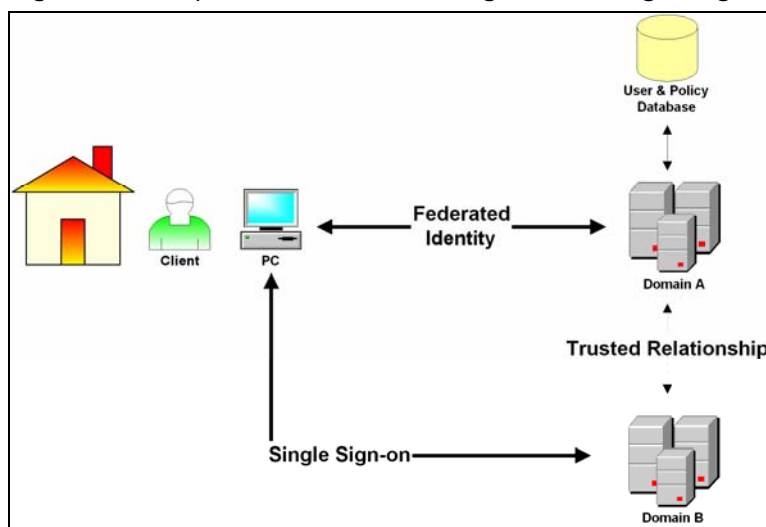 User & Policy
Database
Federated
Identity
Client
PC
Domain A
Trusted Relationship
Single Sign-on
Domain B